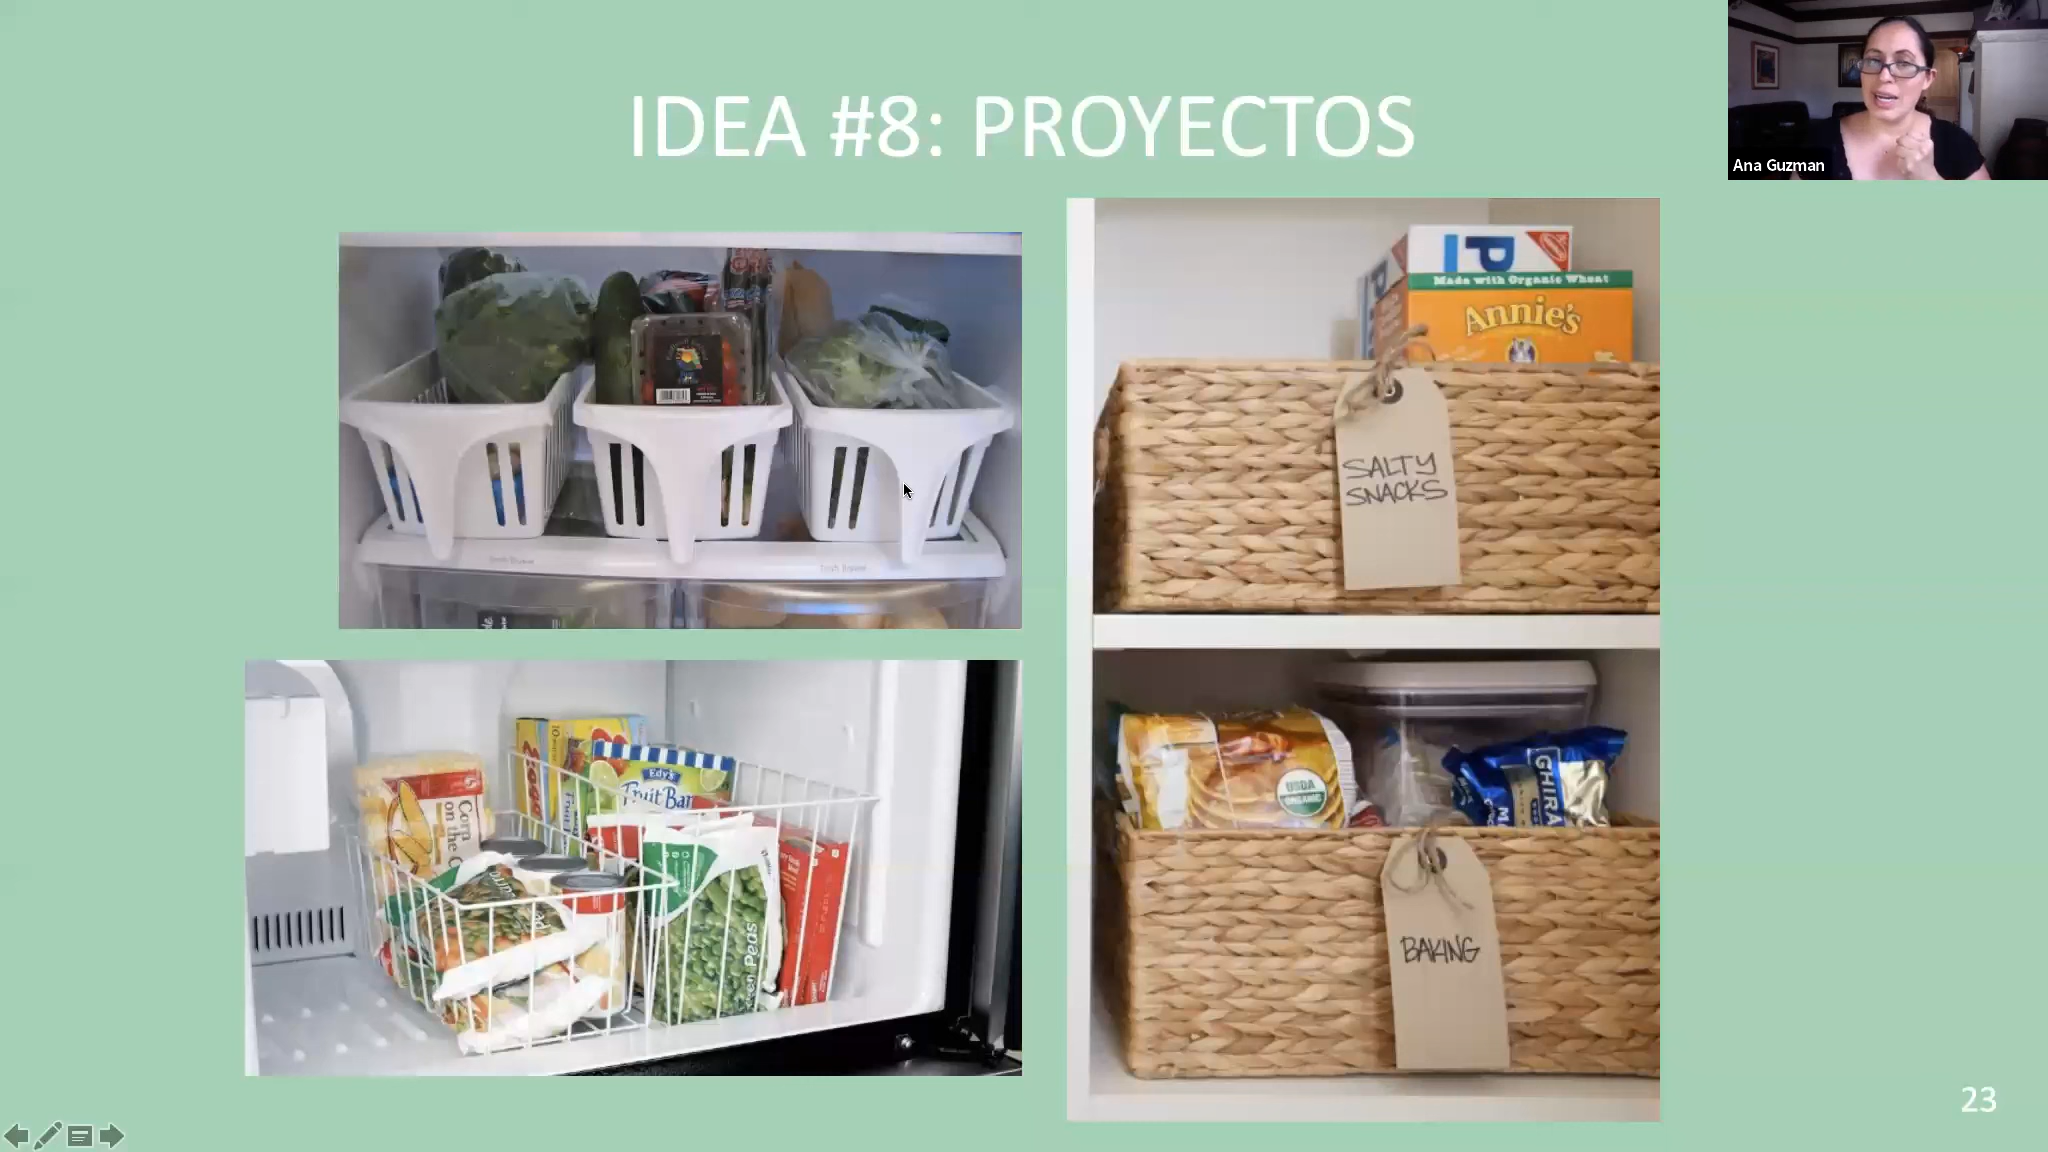 IDEA #8: PROYECTOS
Ana Guzman
Made with Organic Wheat
Annie's
SALTY
SNACKS
USDA
ORGANIC
GHIRA
BAKING
Edy's
Fruit Bar
Corn
on the C
Peas
23